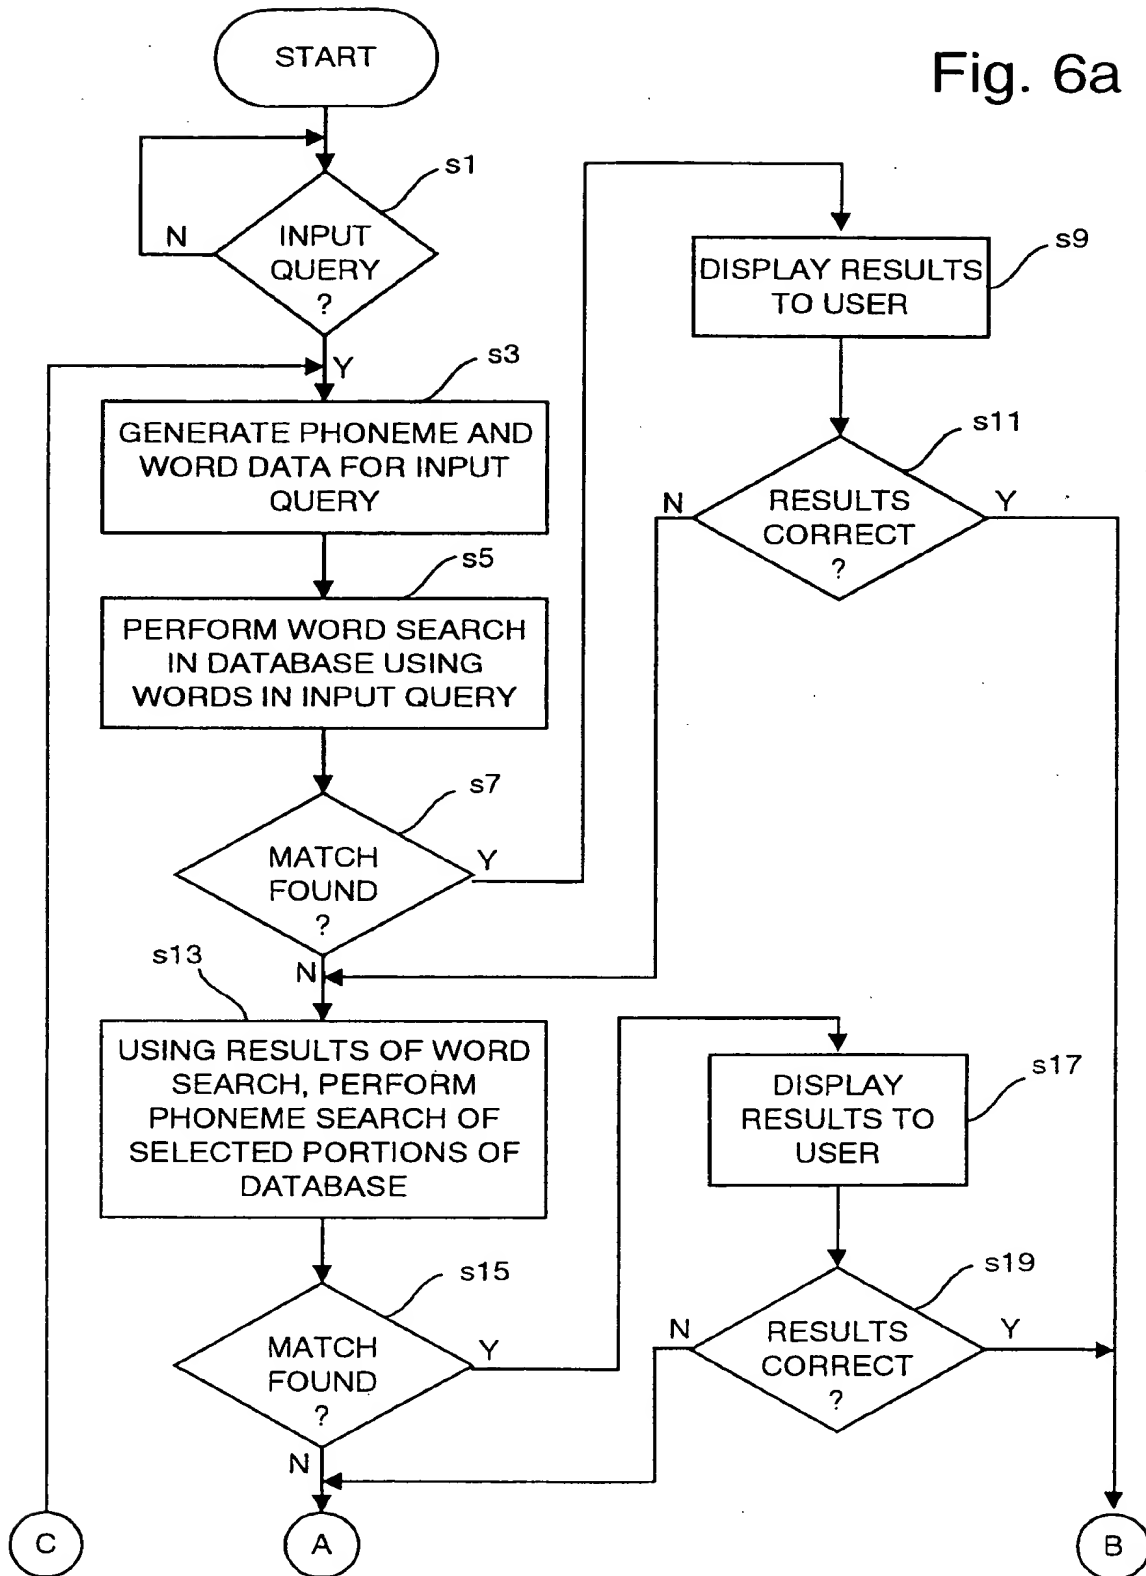 Fig. 6a
START
s1
N
INPUT
QUERY
?
Y
s3
GENERATE PHONEME AND
WORD DATA FOR INPUT
QUERY
s5
PERFORM WORD SEARCH
IN DATABASE USING
WORDS IN INPUT QUERY
s7
MATCH
FOUND
?
Y
N
s9
DISPLAY RESULTS
TO USER
s11
N
RESULTS
CORRECT
?
Y
s13
USING RESULTS OF WORD
SEARCH, PERFORM
PHONEME SEARCH OF
SELECTED PORTIONS OF
DATABASE
s15
MATCH
FOUND
?
Y
N
s17
DISPLAY
RESULTS TO
USER
s19
N
RESULTS
CORRECT
?
Y
C
A
B